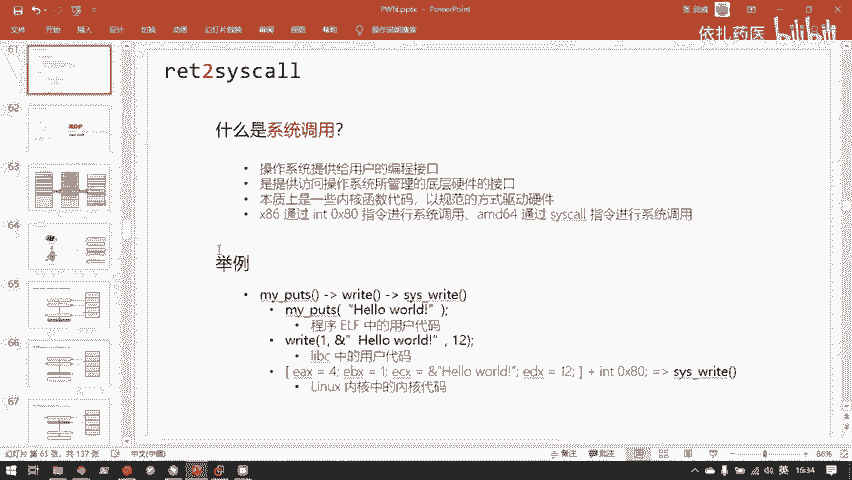 PWN.pptx - PowerPoint
依扎药医 bilibili
文件 开始 插入 设计 切换 动画 幻灯片放映 审阅 视图 帮助 操作说明搜索
61
62
63
64
65
66
67
ROP
ret2syscall
什么是系统调用?
• 操作系统提供给用户的编程接口
• 是提供访问操作系统所管理的底层硬件的接口
• 本质上是一些内核函数代码，以规范的方式驱动硬件
• x86 通过 int 0x80 指令进行系统调用、amd64 通过 syscall 指令进行系统调用
举例
• my_puts() -> write() -> sys_write()
• my_puts( "Hello world!" );
• 程序 ELF 中的用户代码
• write(1, &" Hello world!" , 12);
• libc 中的用户代码
• [ eax = 4; ebx = 1; ecx = &"Hello world!"; edx = 12; ] + int 0x80; => sys_write()
• Linux 内核中的内核代码
幻灯片 第 61 张，共 137 张 中文(中国) 备注 批注 86%
英 16:34